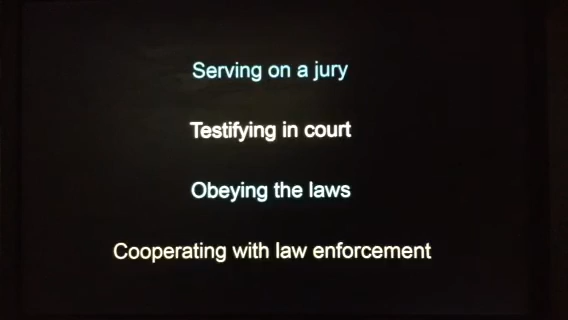 Serving on a jury
Testifying in court
Obeying the laws
Cooperating with law enforcement